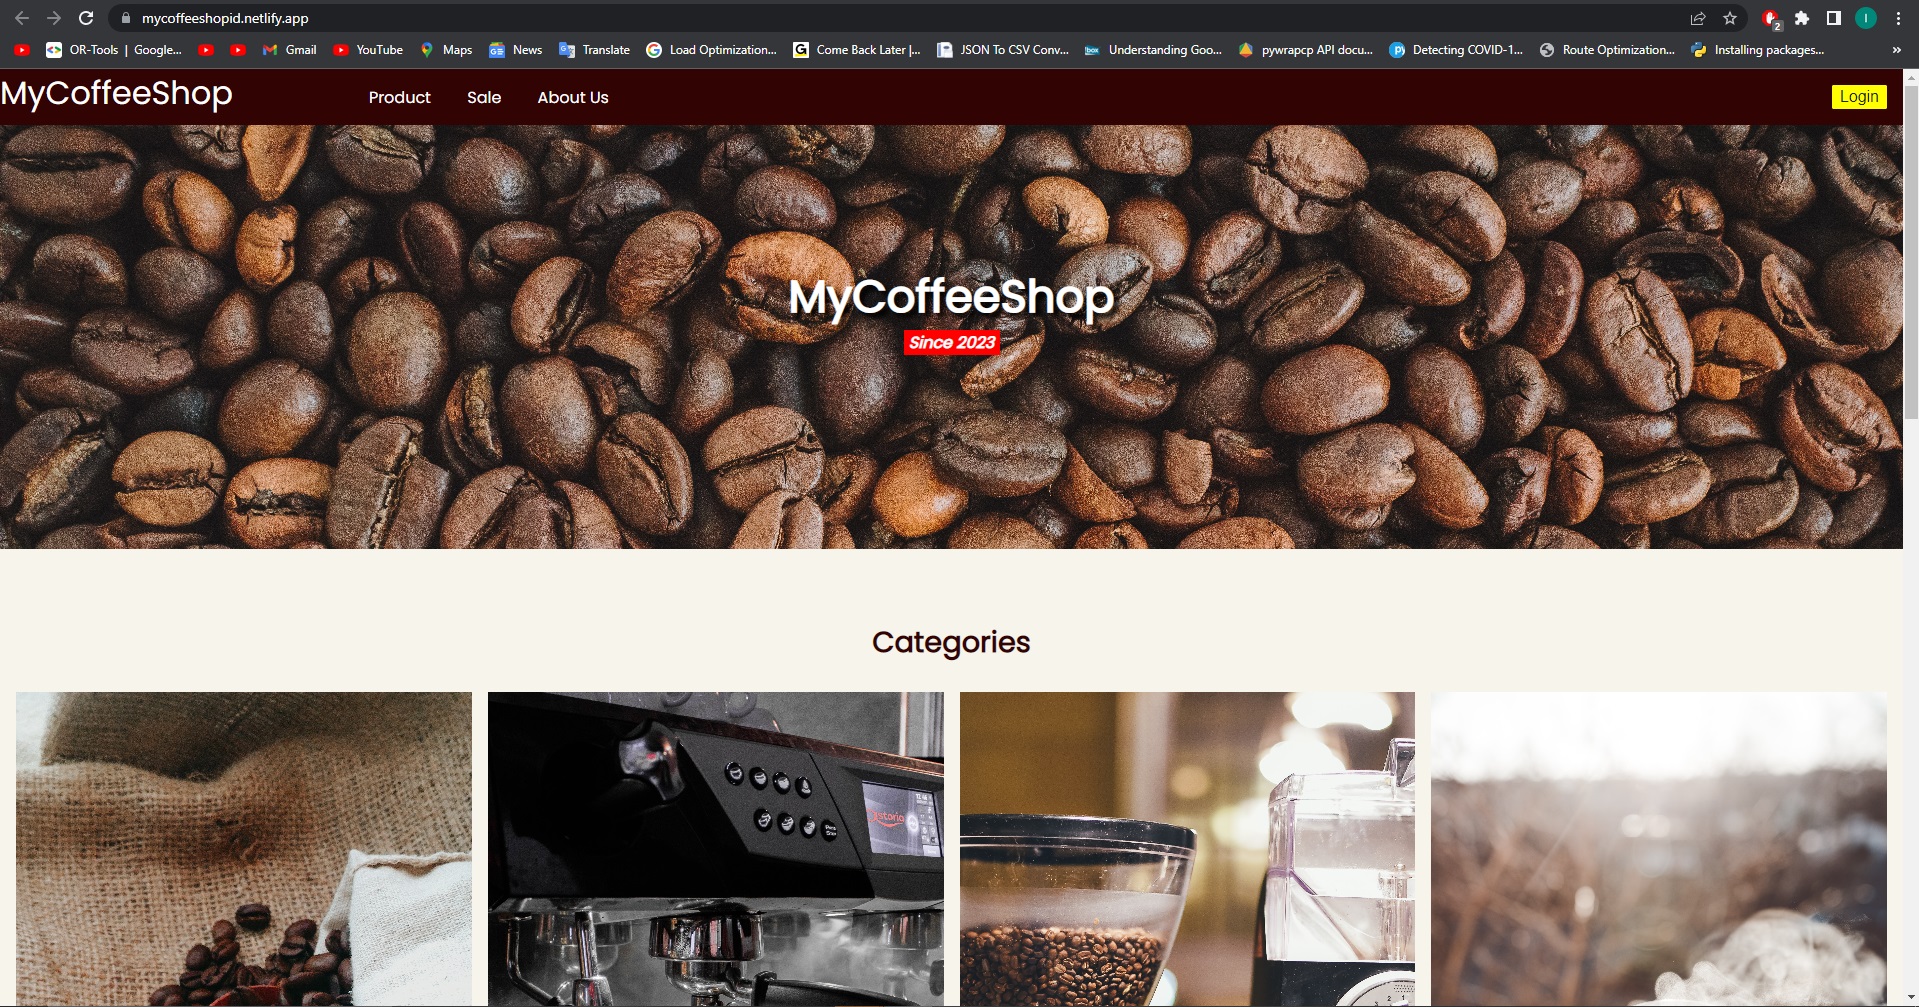 mycoffeeshopid.netlify.app
2
I
OR-Tools | Google...
Gmail
YouTube
Maps
News
Translate
Load Optimization...
Come Back Later |...
JSON To CSV Conv...
Understanding Goo...
pywrapcp API docu...
Detecting COVID-1...
Route Optimization...
Installing packages...
»
MyCoffeeShop
Product
Sale
About Us
Login
MyCoffeeShop
Since 2023
Categories